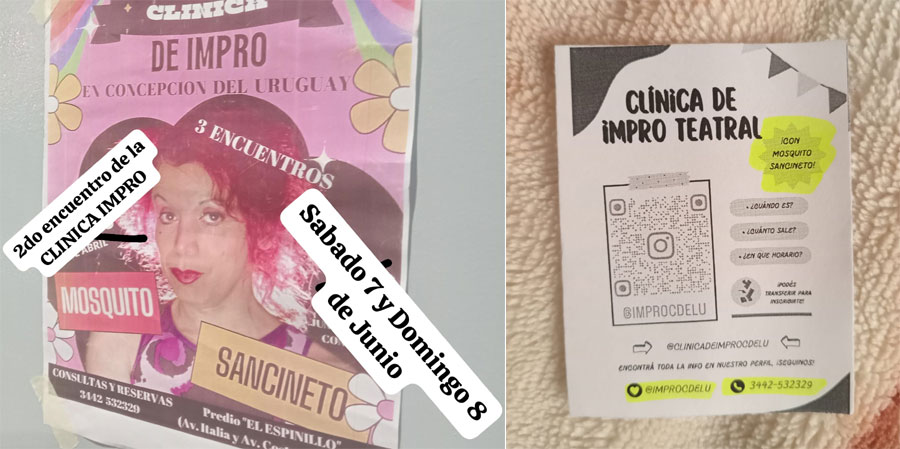 CLINICA
DE IMPRO
EN CONCEPCION DEL URUGUAY
3 ENCUENTROS
2do encuentro de la
CLINICA IMPRO
ABRIL
Sabado 7 y Domingo 8
de Junio
MOSQUITO
SANCINETO
CONSULTAS Y RESERVAS
3442 532329
Predio "EL ESPINILLO"
(Av. Italia y Av.
CLÍNICA DE
iMPRO TEATRAL
¡CON
MOSQUITO
SANCINETO!
• ¿CUÁNDO ES?
• ¿CUÁNTO SALE?
• ¿EN QUE HORARIO?
¡PODÉS
TRANSFERIR PARA
INSCRIBIRTE!
@IMPROCDELU
@CLINICADEIMPROCDELU
ENCONTRÁ TODA LA INFO EN NUESTRO PERFIL, ¡SEGUINOS!
@IMPROCDELU
3442-532329